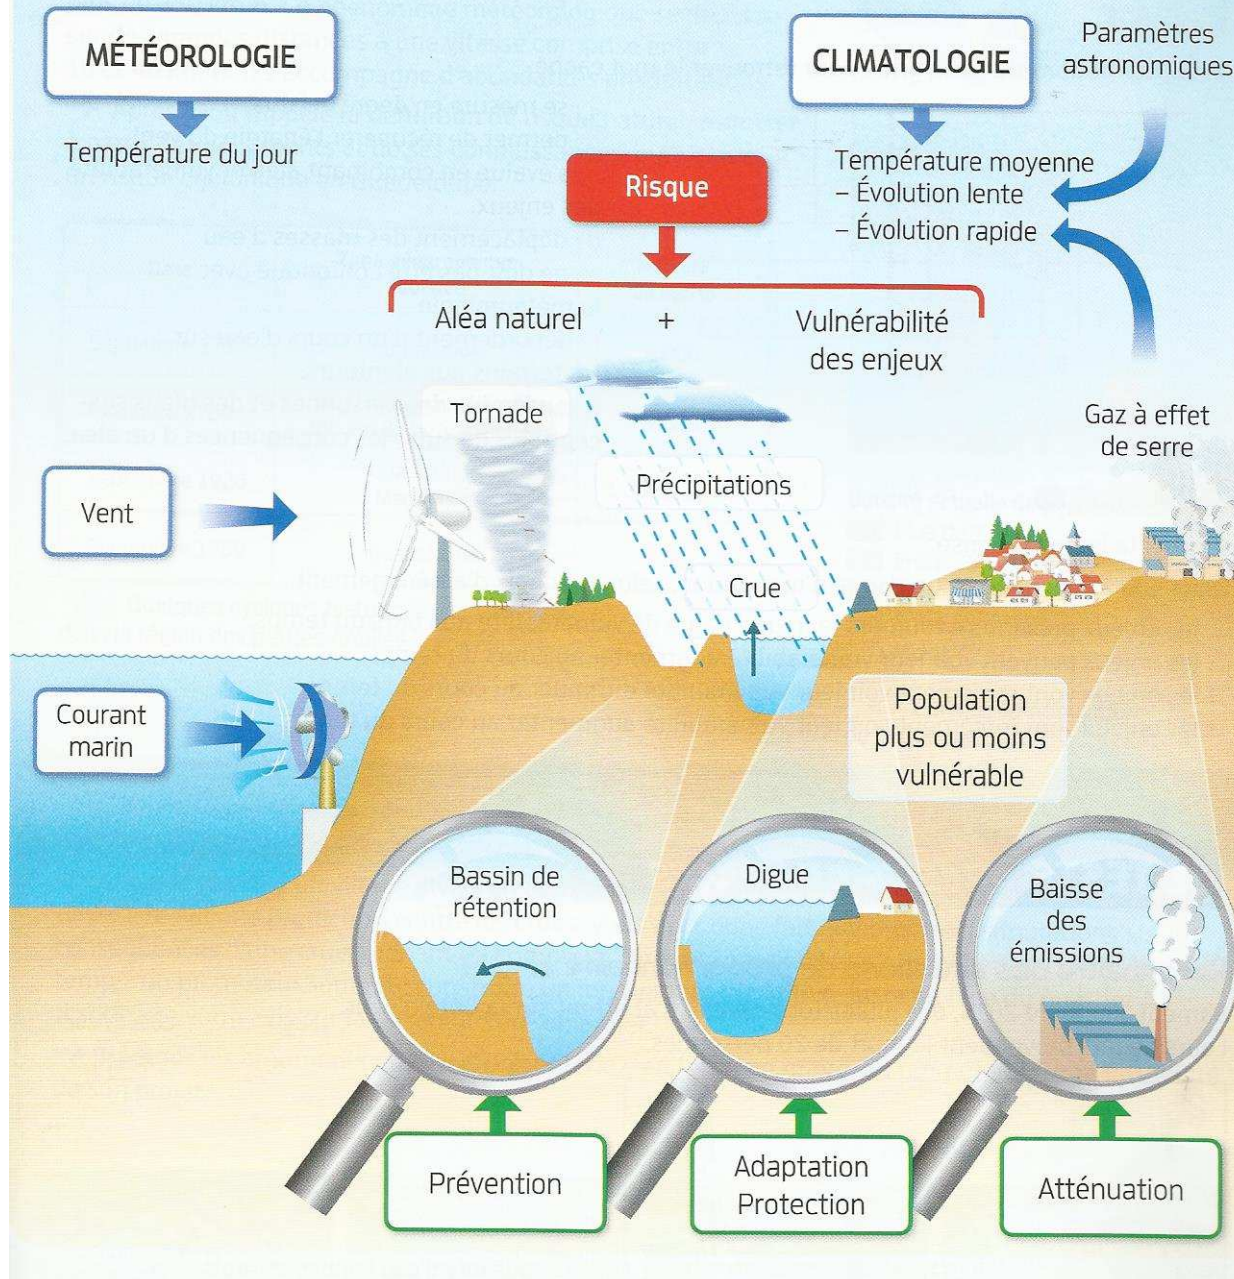 MÉTÉOROLOGIE
Température du jour
CLIMATOLOGIE
Paramètres
astronomiques
Température moyenne
– Évolution lente
– Évolution rapide
Risque
Aléa naturel + Vulnérabilité
des enjeux
Tornade
Gaz à effet
de serre
Précipitations
Vent
Crue
Courant
marin
Population
plus ou moins
vulnérable
Bassin de
rétention
Digue
Baisse
des
émissions
Prévention
Adaptation
Protection
Atténuation